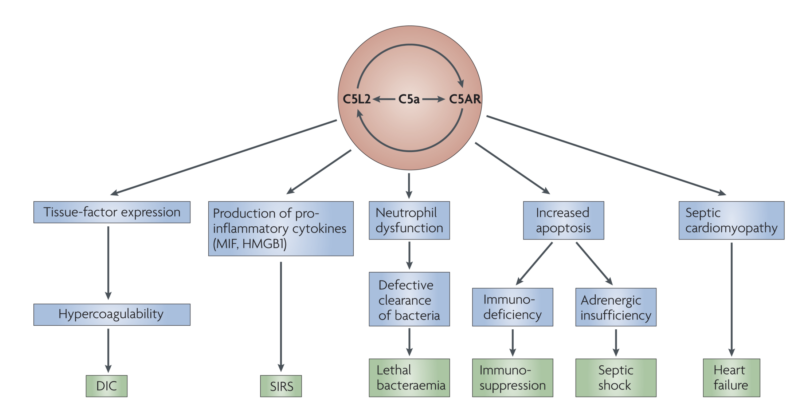 C5L2 C5a C5AR
Tissue-factor expression
Production of pro-
inflammatory cytokines
(MIF, HMGB1)
Neutrophil
dysfunction
Increased
apoptosis
Septic
cardiomyopathy
Hypercoagulability
Defective
clearance
of bacteria
Immuno-
deficiency
Adrenergic
insufficiency
DIC
SIRS
Lethal
bacteraemia
Immuno-
suppression
Septic
shock
Heart
failure